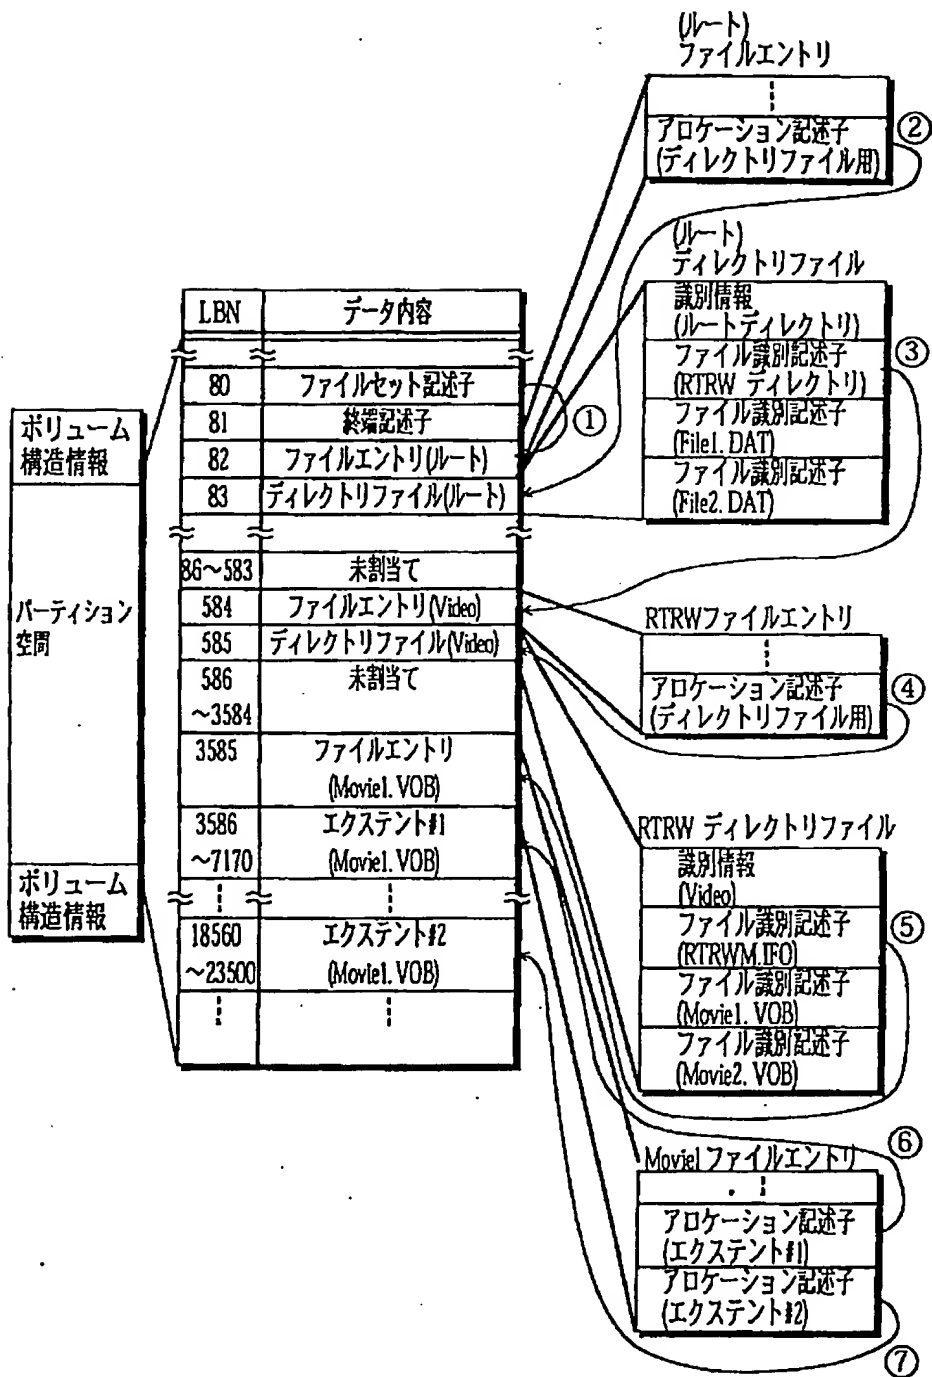 (ルート)
ファイルエントリ
アロケーション記述子
(ディレクトリファイル用)
②
(ルート)
ディレクトリファイル
識別情報
(ルートディレクトリ)
ファイル識別記述子
(RTRW ディレクトリ)
③
ファイル識別記述子
(File1. DAT)
ファイル識別記述子
(File2. DAT)
LBN データ内容
80 ファイルセット記述子
81 終端記述子
①
82 ファイルエントリ(ルート)
83 ディレクトリファイル(ルート)
86～583 未割当て
584 ファイルエントリ(Video)
585 ディレクトリファイル(Video)
586 未割当て
～3584
3585 ファイルエントリ
(Movie1. VOB)
3586 エクステント#1
～7170 (Movie1. VOB)
18560 エクステント#2
～23500 (Movie1. VOB)
ボリューム
構造情報
パーティション
空間
ボリューム
構造情報
RTRWファイルエントリ
アロケーション記述子
(ディレクトリファイル用)
④
RTRW ディレクトリファイル
識別情報
(Video)
ファイル識別記述子
(RTRWM.IFO)
⑤
ファイル識別記述子
(Movie1. VOB)
ファイル識別記述子
(Movie2. VOB)
⑥
Movie1 ファイルエントリ
アロケーション記述子
(エクステント#1)
アロケーション記述子
(エクステント#2)
⑦